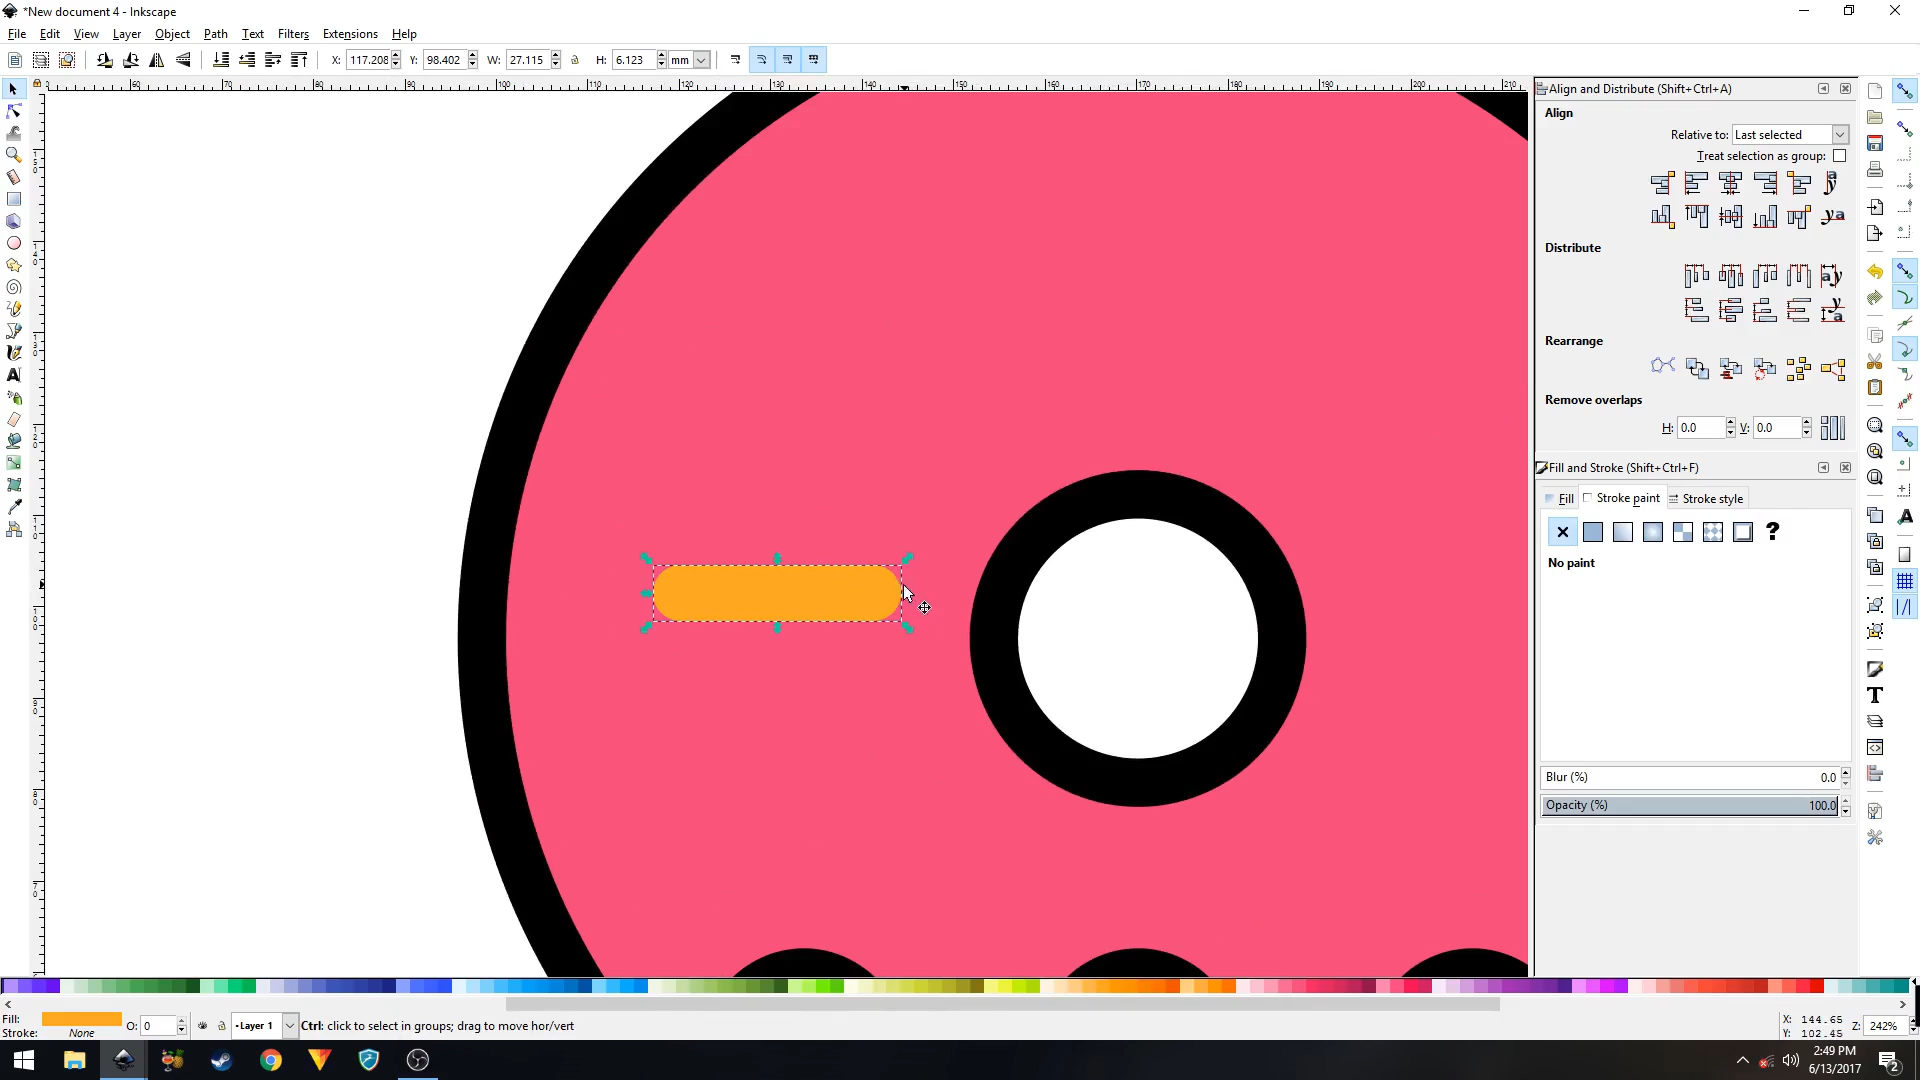 *New document 4 - Inkscape
File Edit View Layer Object Path Text Filters Extensions Help
X: 117.208 Y: 98.402 W: 27.115 H: 6.123 mm
Align and Distribute (Shift+Ctrl+A)
Align
Relative to: Last selected
Treat selection as group:
Distribute
Rearrange
Remove overlaps
H: 0.0 V: 0.0
Fill and Stroke (Shift+Ctrl+F)
Fill Stroke paint Stroke style
No paint
Blur (%) 0.0
Opacity (%) 100.0
Fill: O: 0 Layer 1 Ctrl: click to select in groups; drag to move hor/vert
Stroke: None
X: 144.65
Y: 102.45
Z: 242%
2:49 PM
6/13/2017
2